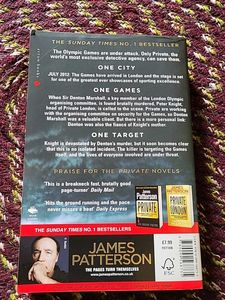 THE SUNDAY TIMES NO. 1 BESTSELLER
The Olympic Games are under attack. Only Private, the
world's most exclusive detective agency, can save them.
ONE CITY
JULY 2012. The Games have arrived in London and the stage is set
for one of the greatest ever showcases of sporting excellence.
ONE GAMES
When Sir Denton Marshall, a key member of the London Olympic
organising committee, is found brutally murdered, Peter Knight,
head of Private London, is called to the scene. Private are working
with the organising committee on security for the Games, so Denton
Marshall was a valuable client. But there is a more personal link:
Denton was also the fiancé of Knight's mother.
ONE TARGET
Knight is devastated by Denton's murder, but it soon becomes clear
that this is no isolated incident. The killer is targeting the Games
itself, and the lives of everyone involved are under threat.
PRAISE FOR THE PRIVATE NOVELS
'This is a breakneck fast, brutally good
page-turner' Daily Mail
'Hits the ground running and the pace
never misses a beat' Daily Express
PRIVATE
PRIVATE
LONDON
THE SUNDAY TIMES NO. 1 BESTSELLERS
JAMES
PATTERSON
THE PAGES TURN THEMSELVES
www.jamespatterson.co.uk
£7.99
FSC